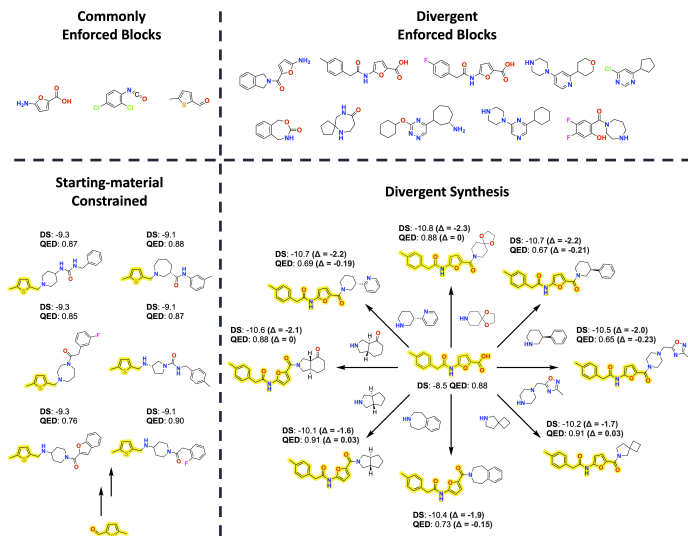 Commonly
Enforced Blocks
Divergent
Enforced Blocks
Starting-material
Constrained
DS: -9.3
QED: 0.87
DS: -9.1
QED: 0.88
DS: -9.3
QED: 0.85
DS: -9.1
QED: 0.87
DS: -9.3
QED: 0.76
DS: -9.1
QED: 0.90
Divergent Synthesis
DS: -10.8 (Δ = -2.3)
QED: 0.88 (Δ = 0)
DS: -10.7 (Δ = -2.2)
QED: 0.69 (Δ = -0.19)
DS: -10.7 (Δ = -2.2)
QED: 0.67 (Δ = -0.21)
DS: -10.6 (Δ = -2.1)
QED: 0.88 (Δ = 0)
DS: -10.5 (Δ = -2.0)
QED: 0.65 (Δ = -0.23)
DS: -8.5 QED: 0.88
DS: -10.1 (Δ = -1.6)
QED: 0.91 (Δ = 0.03)
DS: -10.2 (Δ = -1.7)
QED: 0.91 (Δ = 0.03)
DS: -10.4 (Δ = -1.9)
QED: 0.73 (Δ = -0.15)